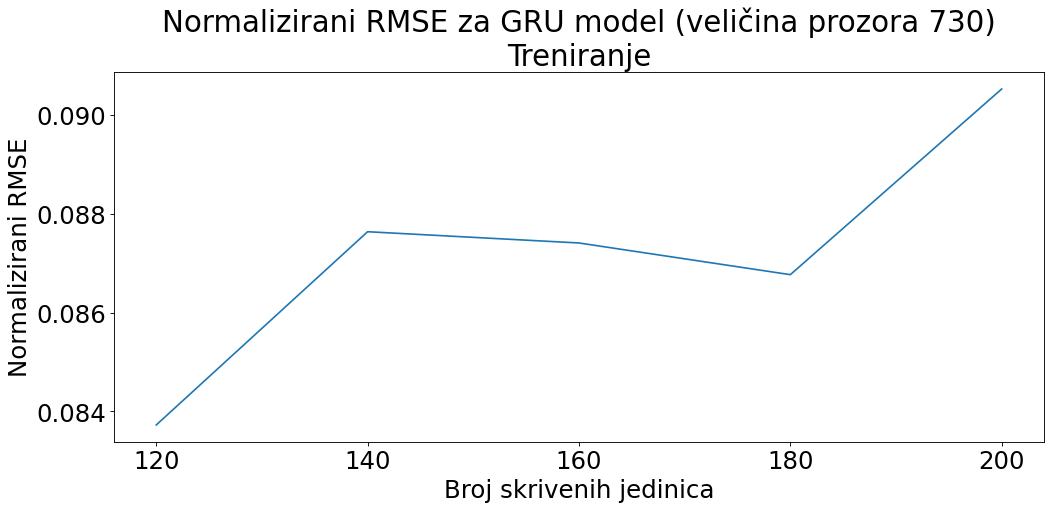 Normalizirani RMSE za GRU model (veličina prozora 730)
Treniranje
Normalizirani RMSE
0.090
0.088
0.086
0.084
120 140 160 180 200
Broj skrivenih jedinica